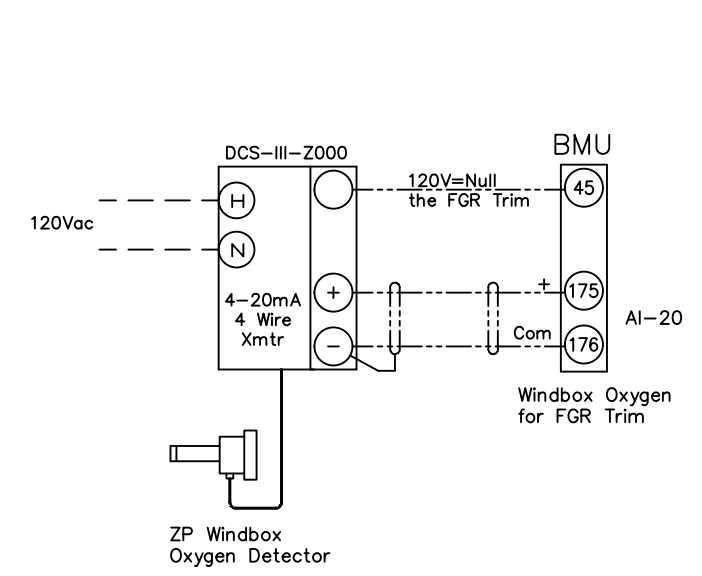 BMU
DCS-III-Z000
120Vac
H
N
120V=Null
the FGR Trim
45
4-20mA
4 Wire
Xmtr
+
-
+
175
Com
176
AI-20
Windbox Oxygen
for FGR Trim
ZP Windbox
Oxygen Detector